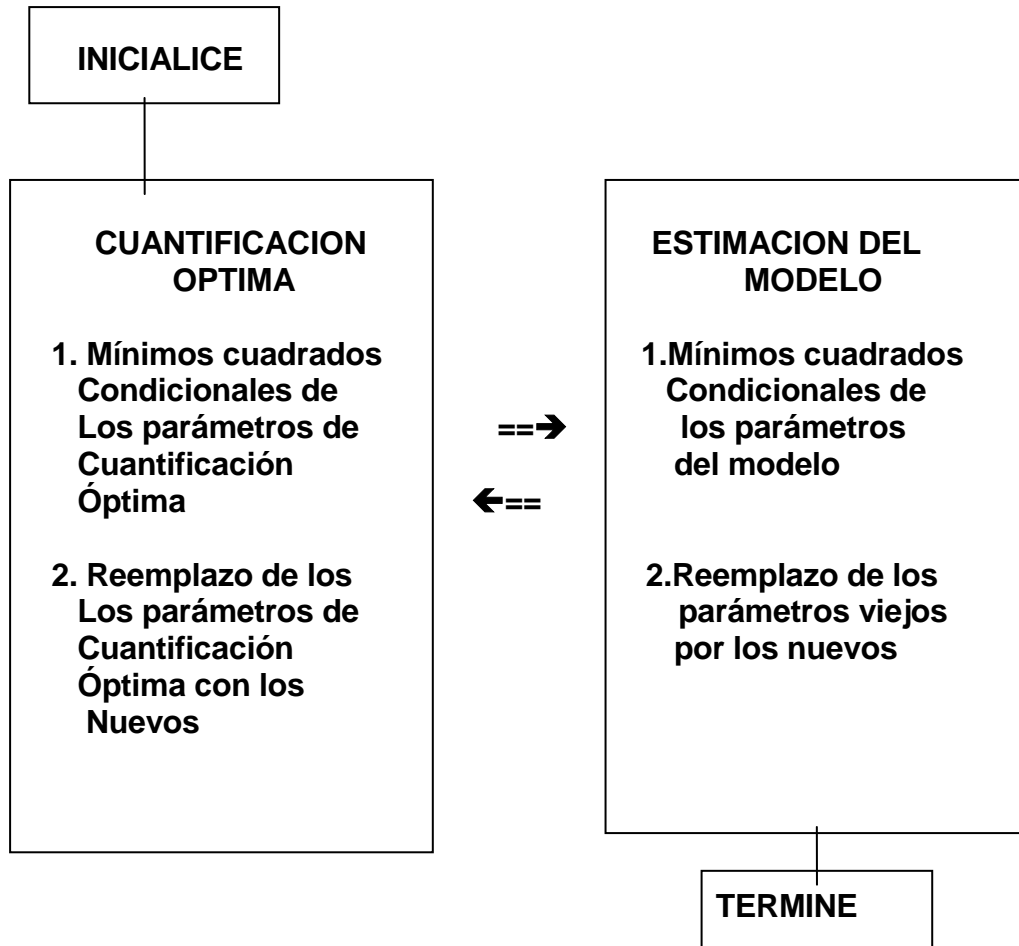 INICIALICE
CUANTIFICACION
OPTIMA
1. Mínimos cuadrados
Condicionales de
Los parámetros de
Cuantificación
Óptima
2. Reemplazo de los
Los parámetros de
Cuantificación
Óptima con los
Nuevos
==➔
🡸==
ESTIMACION DEL
MODELO
1.Mínimos cuadrados
Condicionales de
los parámetros
del modelo
2.Reemplazo de los
parámetros viejos
por los nuevos
TERMINE